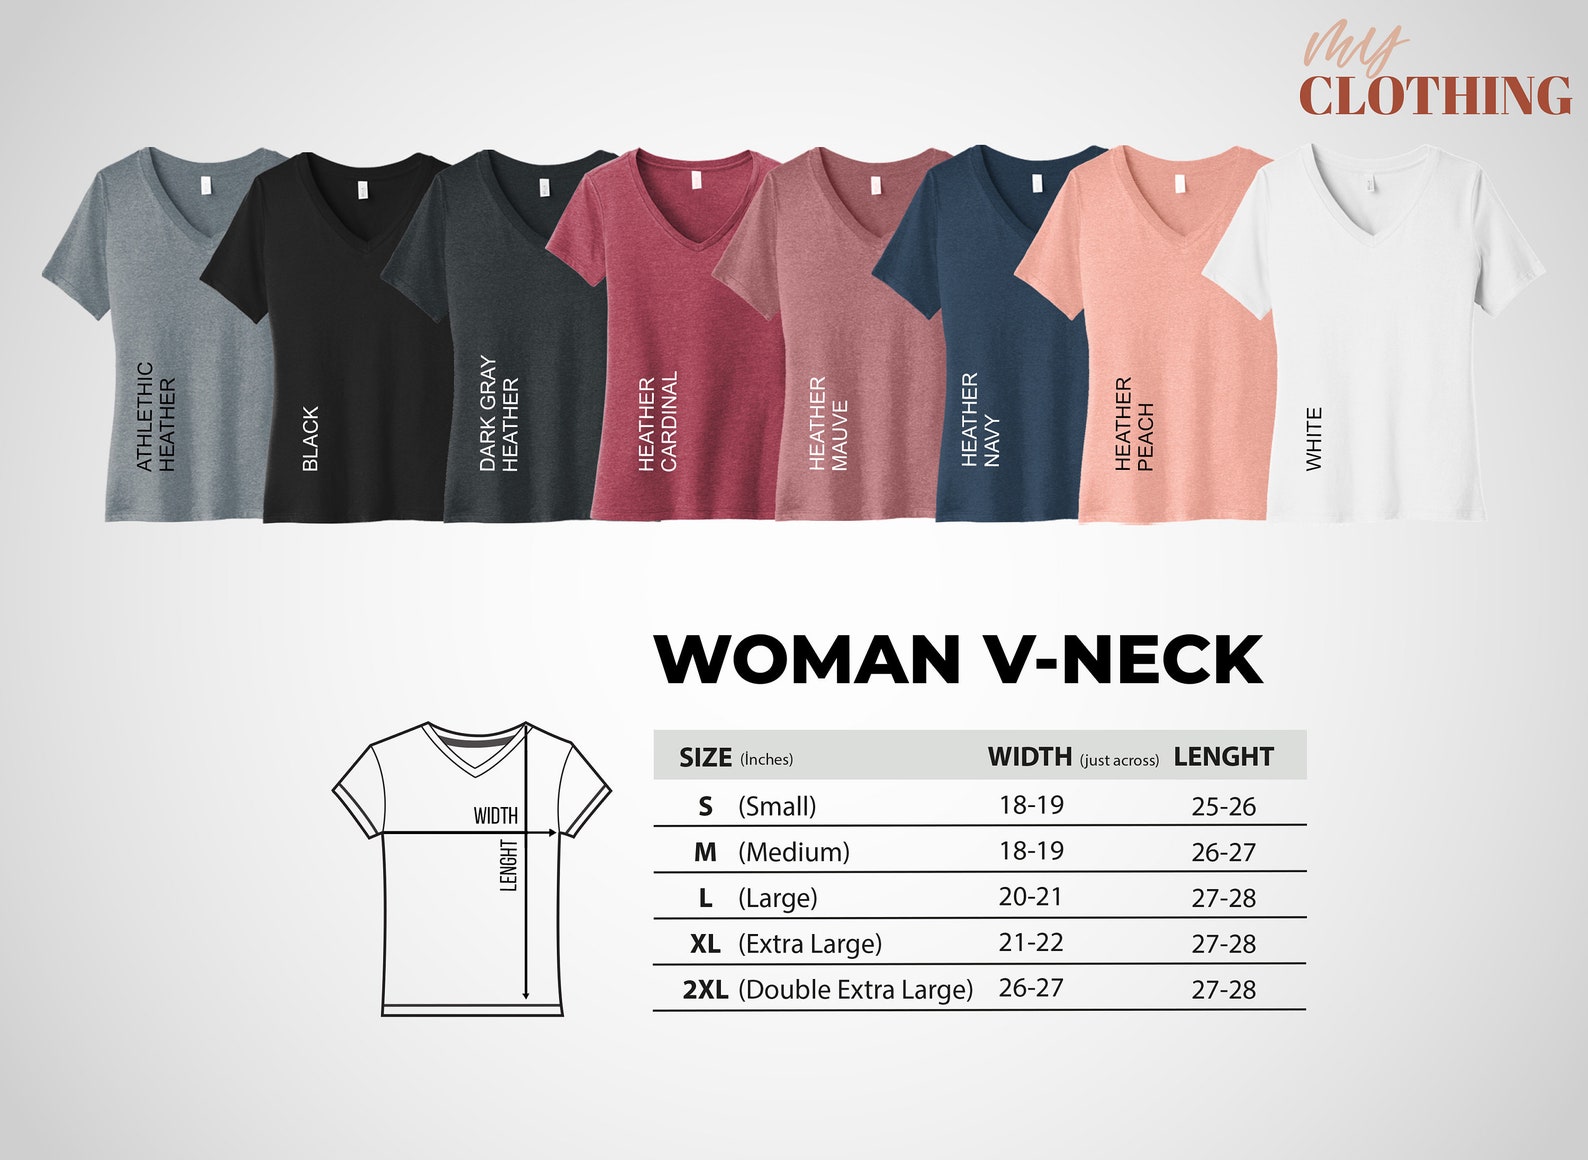 my
CLOTHING
ATHLETHIC
HEATHER
BLACK
DARK GRAY
HEATHER
HEATHER
CARDINAL
HEATHER
MAUVE
HEATHER
NAVY
HEATHER
PEACH
WHITE
WOMAN V-NECK
SIZE (İnches) WIDTH (just across) LENGHT
S (Small) 18-19 25-26
M (Medium) 18-19 26-27
L (Large) 20-21 27-28
XL (Extra Large) 21-22 27-28
2XL (Double Extra Large) 26-27 27-28
WIDTH
LENGHT